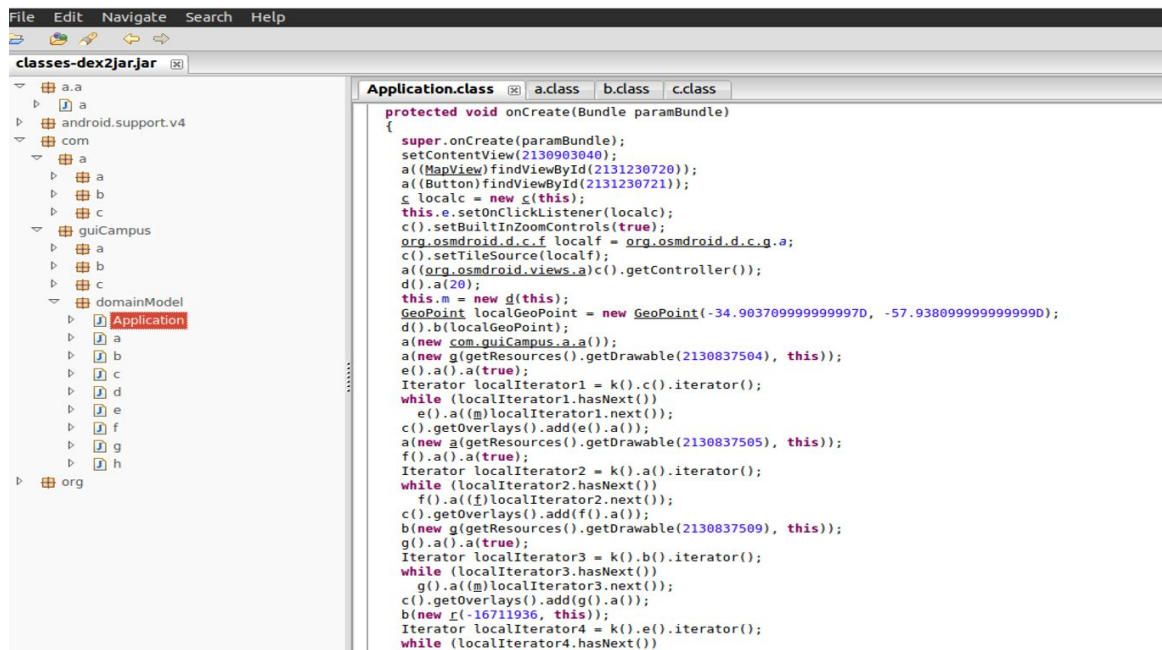 File Edit Navigate Search Help
classes-dex2jar.jar
a.a
a
android.support.v4
com
a
a
b
c
guiCampus
a
b
c
domainModel
Application
a
b
c
d
e
f
g
h
org
Application.class a.class b.class c.class
protected void onCreate(Bundle paramBundle)
{
super.onCreate(paramBundle);
setContentView(2130903040);
a((MapView)findViewById(2131230720));
a((Button)findViewById(2131230721));
c localc = new c(this);
this.e.setOnClickListener(localc);
c().setBuiltInZoomControls(true);
org.osmdroid.d.c.f localf = org.osmdroid.d.c.g.a;
c().setTileSource(localf);
a((org.osmdroid.views.a)c().getController());
d().a(20);
this.m = new d(this);
GeoPoint localGeoPoint = new GeoPoint(-34.903709999999997D, -57.938099999999999D);
d().b(localGeoPoint);
a(new com.guiCampus.a.a());
a(new g(getResources().getDrawable(2130837504), this));
e().a().a(true);
Iterator localIterator1 = k().c().iterator();
while (localIterator1.hasNext())
e().a((m)localIterator1.next());
c().getOverlays().add(e().a());
a(new a(getResources().getDrawable(2130837505), this));
f().a().a(true);
Iterator localIterator2 = k().a().iterator();
while (localIterator2.hasNext())
f().a((f)localIterator2.next());
c().getOverlays().add(f().a());
b(new g(getResources().getDrawable(2130837509), this));
g().a().a(true);
Iterator localIterator3 = k().b().iterator();
while (localIterator3.hasNext())
g().a((m)localIterator3.next());
c().getOverlays().add(g().a());
b(new r(-16711936, this));
Iterator localIterator4 = k().e().iterator();
while (localIterator4.hasNext())